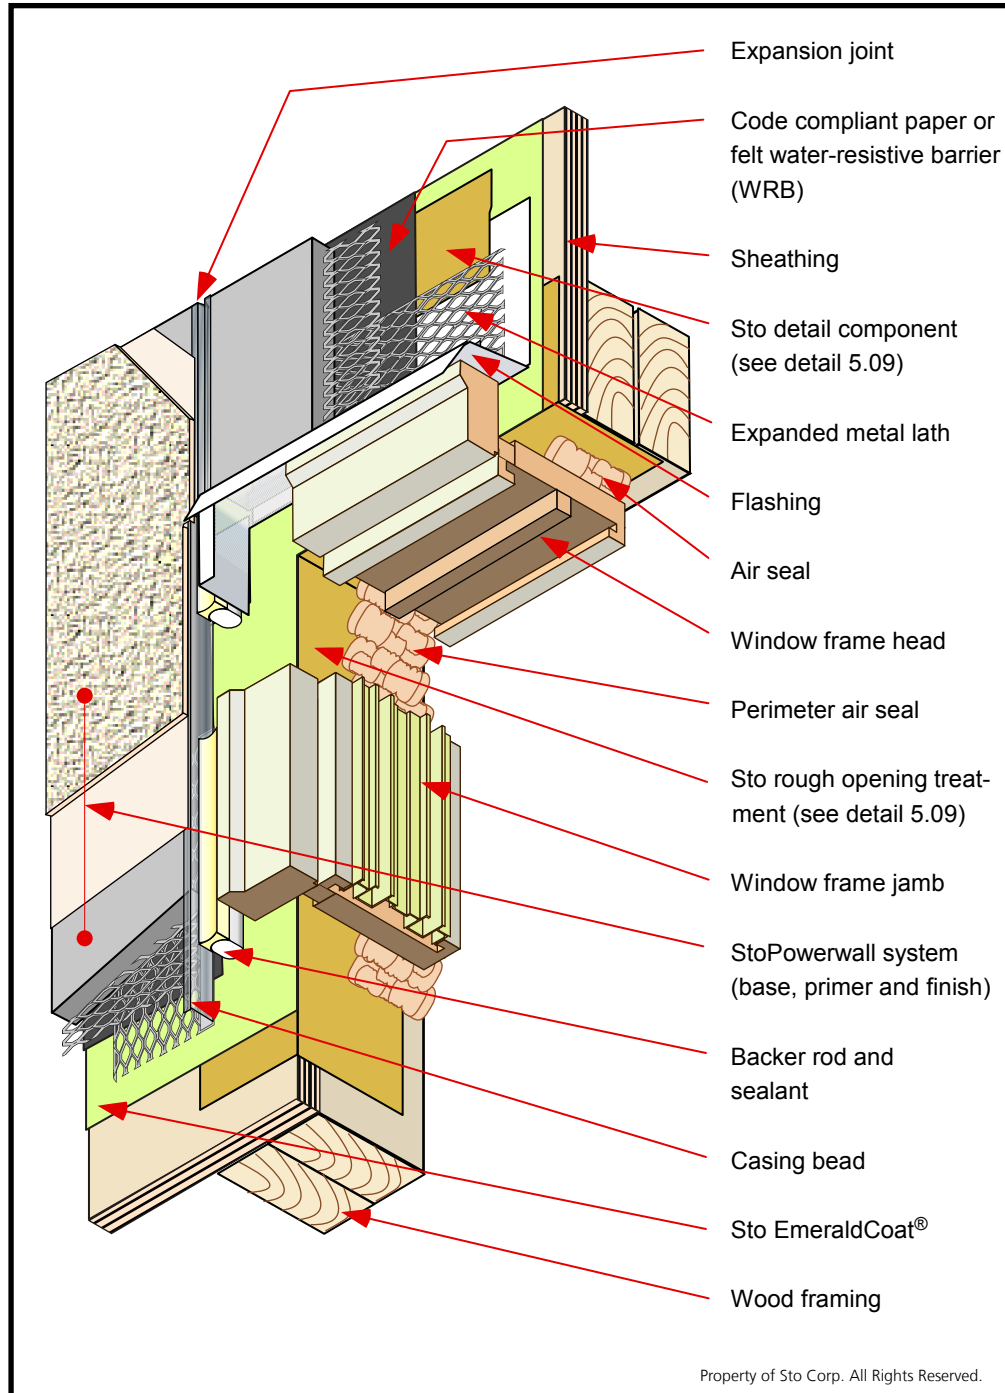 Expansion joint
Code compliant paper or
felt water-resistive barrier
(WRB)
Sheathing
Sto detail component
(see detail 5.09)
Expanded metal lath
Flashing
Air seal
Window frame head
Perimeter air seal
Sto rough opening treat-
ment (see detail 5.09)
Window frame jamb
StoPowerwall system
(base, primer and finish)
Backer rod and
sealant
Casing bead
Sto EmeraldCoat®
Wood framing
Property of Sto Corp. All Rights Reserved.